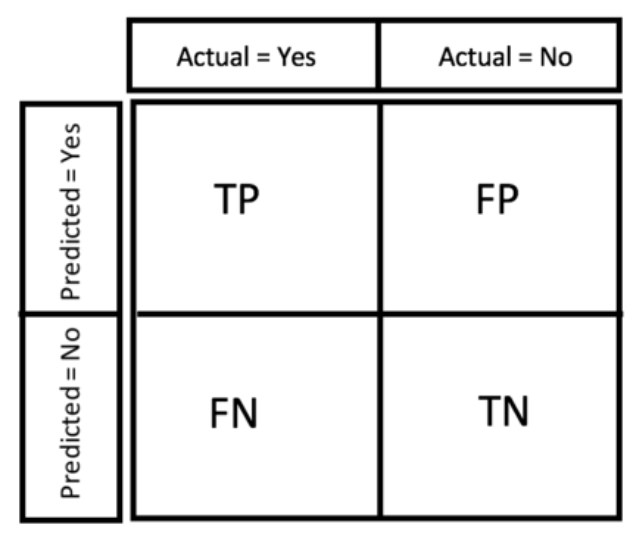 Actual = Yes
Actual = No
Predicted = Yes
TP
FP
Predicted = No
FN
TN